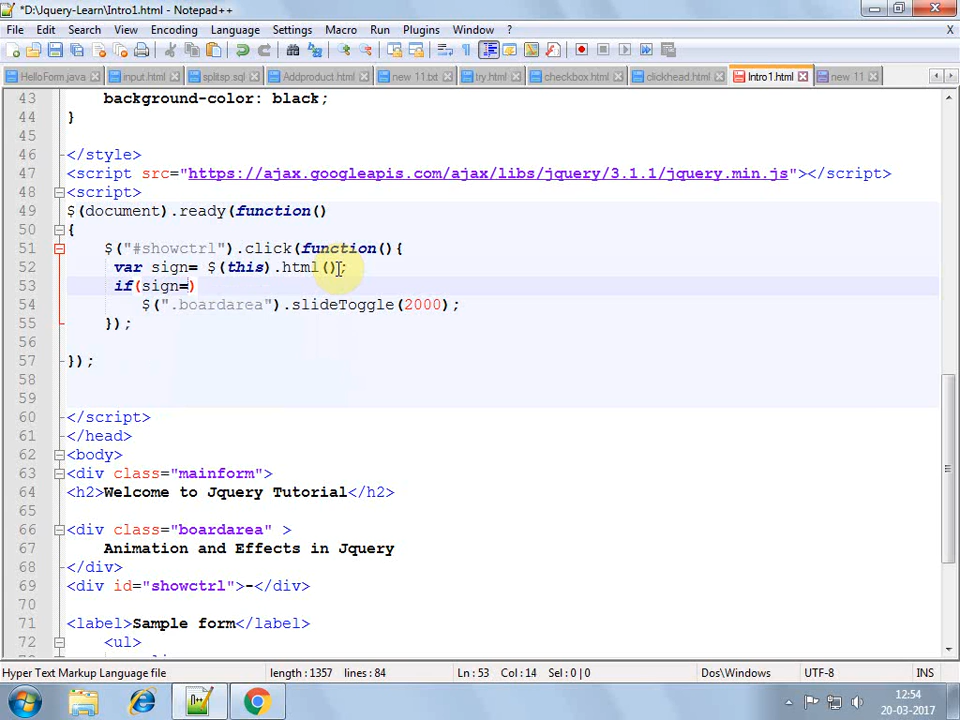 *D:\Jquery-Learn\Intro1.html - Notepad++
File Edit Search View Encoding Language Settings Macro Run Plugins Window ? X
HelloForm.java input.html splitsp.sql Addproduct.html new 11.txt try.html checkbox.html clickhead.html Intro1.html new 11
43 background-color: black;
44 }
45
46 </style>
47 <script src="https://ajax.googleapis.com/ajax/libs/jquery/3.1.1/jquery.min.js"></script>
48 <script>
49 $(document).ready(function()
50 {
51 $("#showctrl").click(function(){
52 var sign= $(this).html();
53 if(sign=)
54 $(".boardarea").slideToggle(2000);
55 });
56
57 });
58
59
60 </script>
61 </head>
62 <body>
63 <div class="mainform">
64 <h2>Welcome to Jquery Tutorial</h2>
65
66 <div class="boardarea" >
67 Animation and Effects in Jquery
68 </div>
69 <div id="showctrl">-</div>
70
71 <label>Sample form</label>
72 <ul>
Hyper Text Markup Language file length : 1357 lines : 84 Ln : 53 Col : 14 Sel : 0 | 0 Dos\Windows UTF-8 INS
12:54
20-03-2017